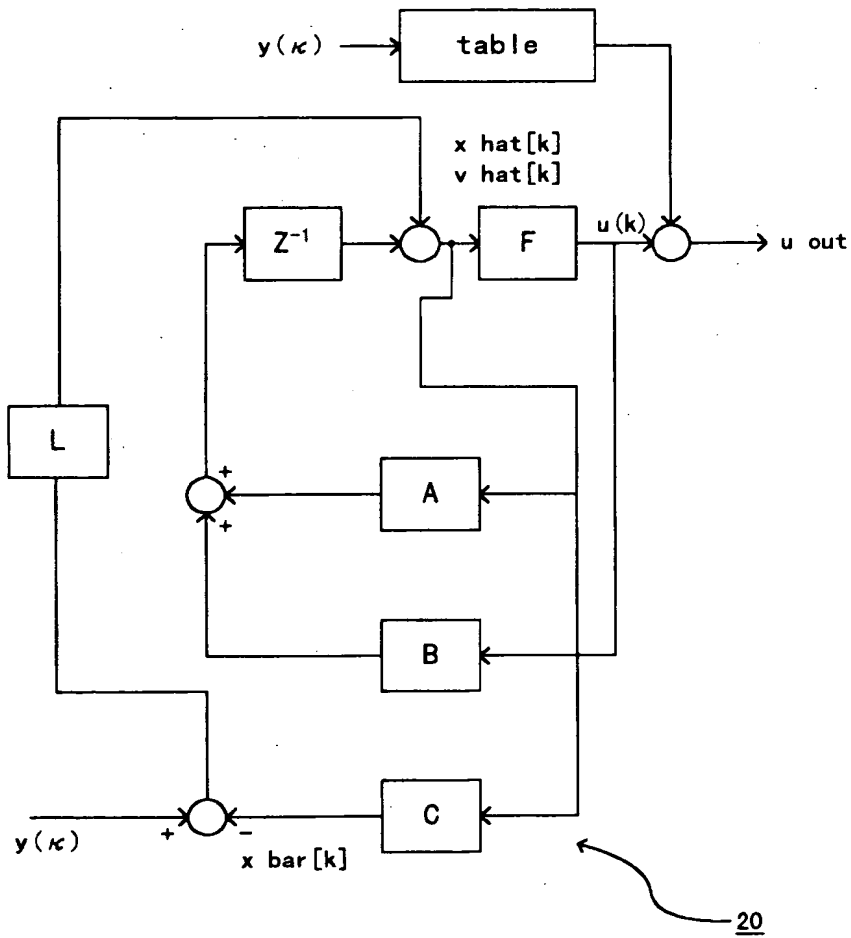 y(κ)
table
x hat[k]
v hat[k]
Z⁻¹
F
u(k)
u out
L
+
A
+
B
C
y(κ)
+
-
x bar[k]
20